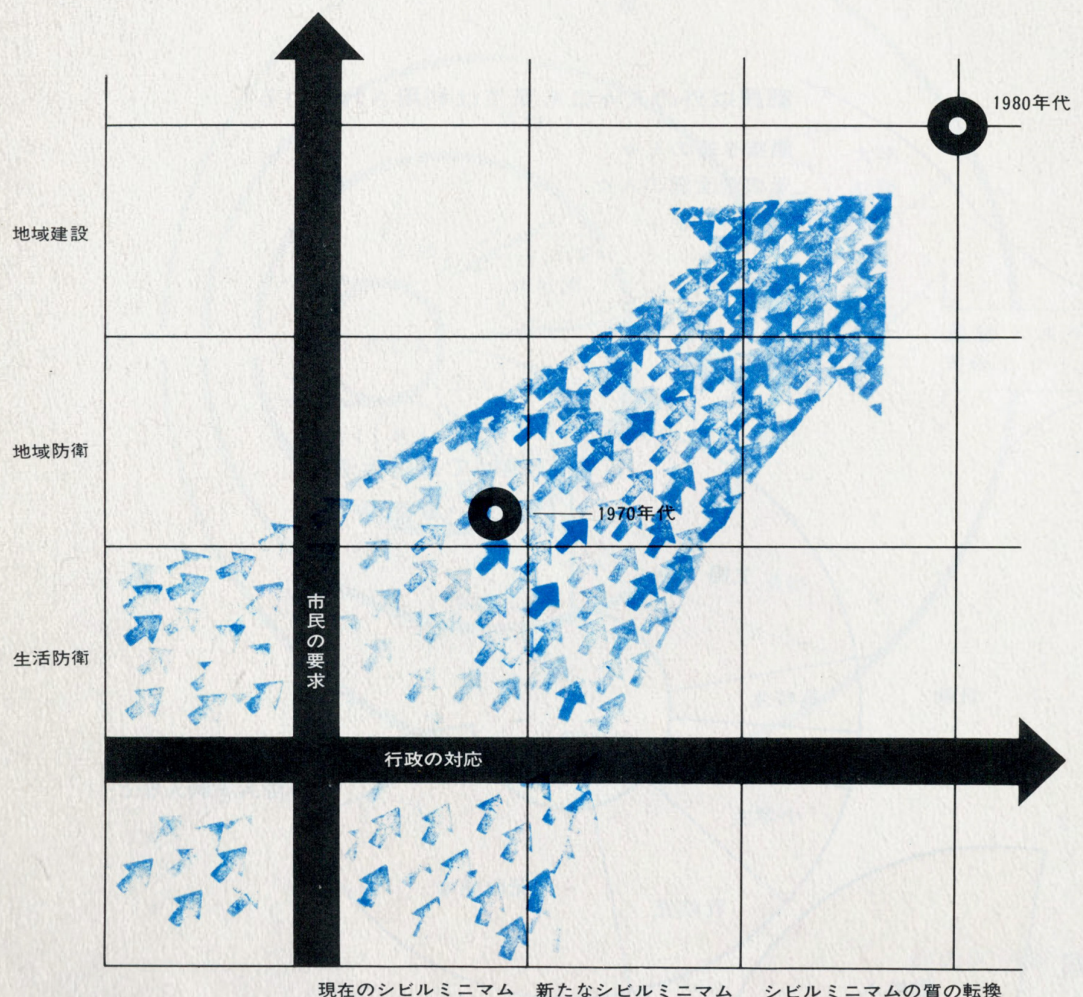 1980年代
地域建設
地域防衛
1970年代
市民の要求
生活防衛
行政の対応
現在のシビルミニマム 新たなシビルミニマム シビルミニマムの質の転換